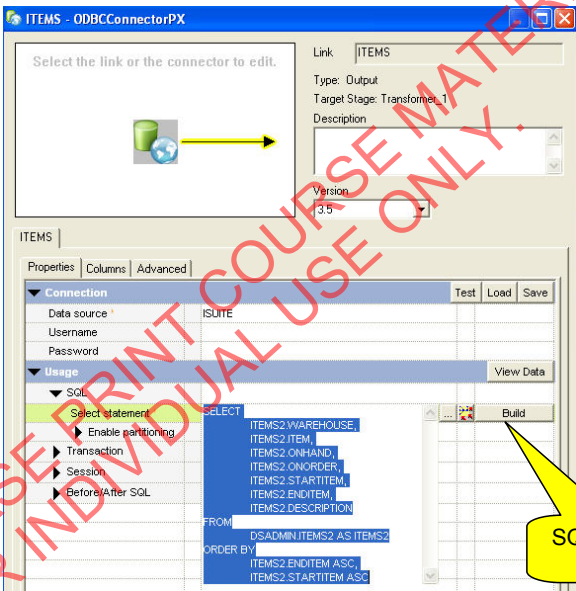 ITEMS - ODBCConnectorPX
Select the link or the connector to edit.
Link ITEMS
Type: Output
Target Stage: Transformer_1
Description
Version
3.5
ITEMS
Properties Columns Advanced
Connection Test Load Save
Data source * ISUITE
Username
Password
Usage View Data
SQL
Select statement SELECT ... Build
ITEMS2.WAREHOUSE,
Enable partitioning ITEMS2.ITEM,
Transaction ITEMS2.ONHAND,
ITEMS2.ONORDER,
Session ITEMS2.STARTITEM,
Before/After SQL ITEMS2.ENDITEM,
ITEMS2.DESCRIPTION
FROM
DSADMIN.ITEMS2 AS ITEMS2
ORDER BY
ITEMS2.ENDITEM ASC,
ITEMS2.STARTITEM ASC
PRINT COURSE MATER
INDIVIDUAL USE ONLY.